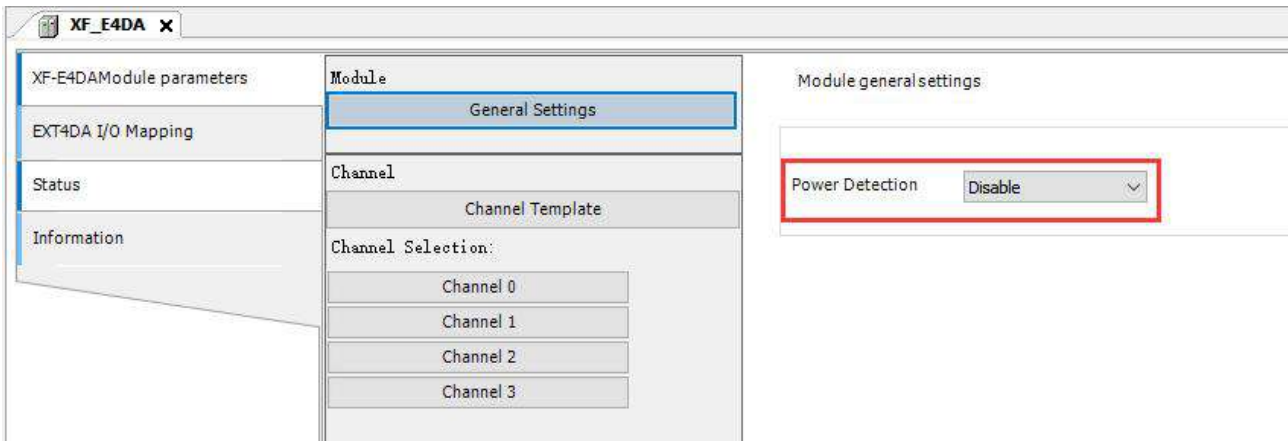 XF_E4DA
XF-E4DAModule parameters
EXT4DA I/O Mapping
Status
Information
Module
General Settings
Channel
Channel Template
Channel Selection:
Channel 0
Channel 1
Channel 2
Channel 3
Module general settings
Power Detection Disable